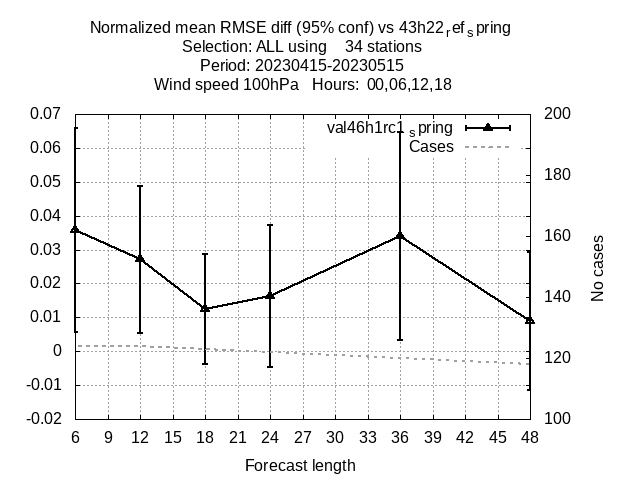 Normalized mean RMSE diff (95% conf) vs 43h22refspring
Selection: ALL using 34 stations
Period: 20230415-20230515
Wind speed 100hPa Hours: 00,06,12,18
val46h1rc1spring
Cases
0.07
0.06
0.05
0.04
0.03
0.02
0.01
0
-0.01
-0.02
200
180
160
140
120
100
No cases
6 9 12 15 18 21 24 27 30 33 36 39 42 45 48
Forecast length